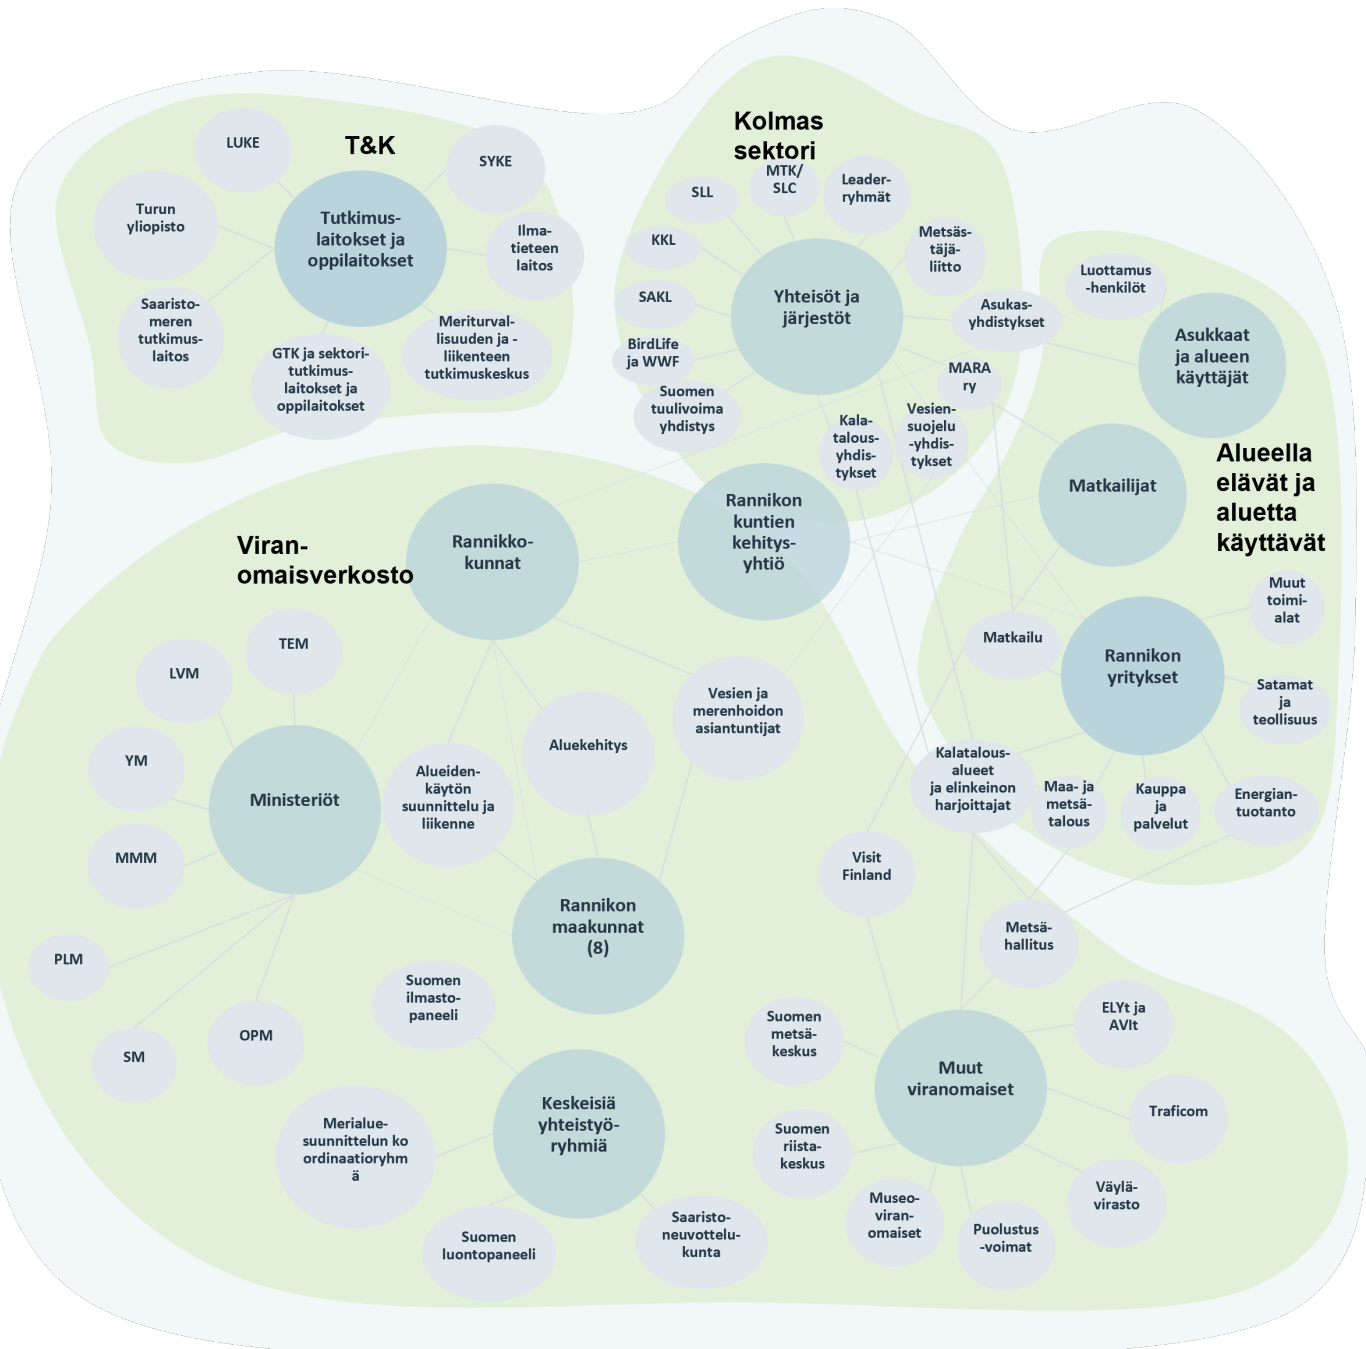 T&K
LUKE
SYKE
Turun
yliopisto
Tutkimus-
laitokset ja
oppilaitokset
Ilma-
tieteen
laitos
Saaristo-
meren
tutkimus-
laitos
GTK ja sektori-
tutkimus-
laitokset ja
oppilaitokset
Meriturval-
lisuuden ja -
liikenteen
tutkimuskeskus
Kolmas
sektori
MTK/
SLC
SLL
Leader-
ryhmät
KKL
Metsäs-
täjä-
liitto
SAKL
Yhteisöt ja
järjestöt
Asukas-
yhdistykset
BirdLife
ja WWF
MARA
ry
Suomen
tuulivoima
yhdistys
Kala-
talous-
yhdis-
tykset
Vesien-
suojelu
-yhdis-
tykset
Luottamus
-henkilöt
Asukkaat
ja alueen
käyttäjät
Alueella
elävät ja
aluetta
käyttävät
Matkailijat
Muut
toimi-
alat
Matkailu
Rannikon
yritykset
Satamat
ja
teollisuus
Kalatalous-
alueet
ja elinkeinon
harjoittajat
Maa- ja
metsä-
talous
Kauppa
ja
palvelut
Energian-
tuotanto
Viran-
omaisverkosto
Rannikko-
kunnat
Rannikon
kuntien
kehitys-
yhtiö
TEM
LVM
YM
Ministeriöt
MMM
PLM
SM
OPM
Alueiden-
käytön
suunnittelu ja
liikenne
Aluekehitys
Vesien ja
merenhoidon
asiantuntijat
Rannikon
maakunnat
(8)
Suomen
ilmasto-
paneeli
Keskeisiä
yhteistyö-
ryhmiä
Merialue-
suunnittelun ko
ordinaatioryhm
ä
Suomen
luontopaneeli
Saaristo-
neuvottelu-
kunta
Visit
Finland
Metsä-
hallitus
Suomen
metsä-
keskus
ELYt ja
AVIt
Muut
viranomaiset
Traficom
Suomen
riista-
keskus
Museo-
viran-
omaiset
Puolustus
-voimat
Väylä-
virasto